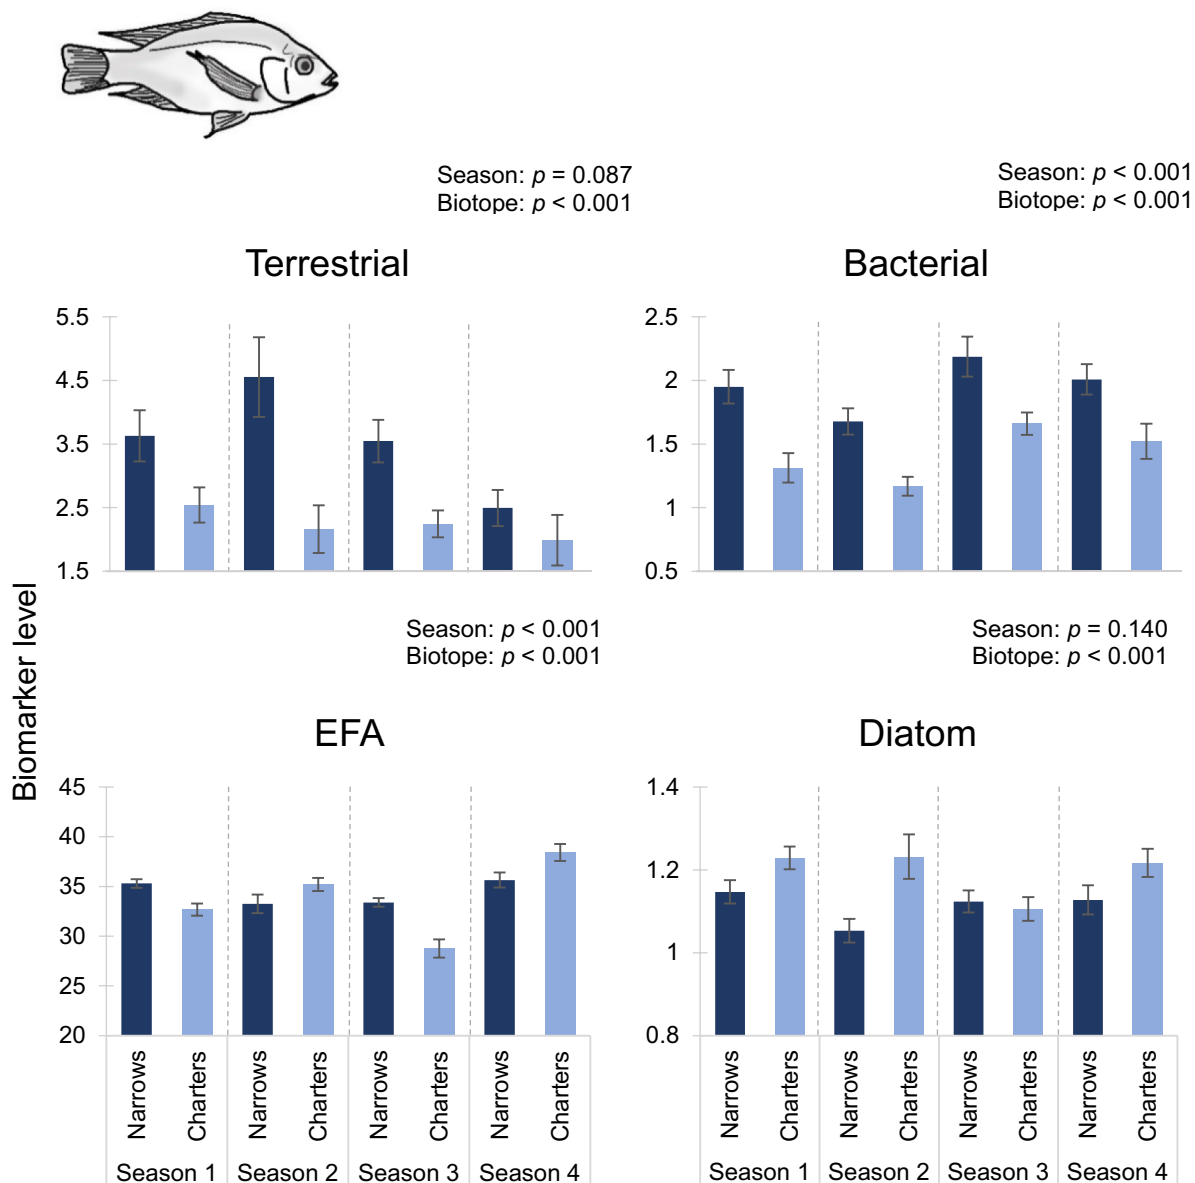 Season: p = 0.087
Biotope: p < 0.001
Season: p < 0.001
Biotope: p < 0.001
Terrestrial
Bacterial
5.5
4.5
3.5
2.5
1.5
2.5
2
1.5
1
0.5
Season: p < 0.001
Biotope: p < 0.001
Season: p = 0.140
Biotope: p < 0.001
Biomarker level
EFA
Diatom
45
40
35
30
25
20
1.4
1.2
1
0.8
Narrows
Charters
Narrows
Charters
Narrows
Charters
Narrows
Charters
Season 1
Season 2
Season 3
Season 4
Narrows
Charters
Narrows
Charters
Narrows
Charters
Narrows
Charters
Season 1
Season 2
Season 3
Season 4